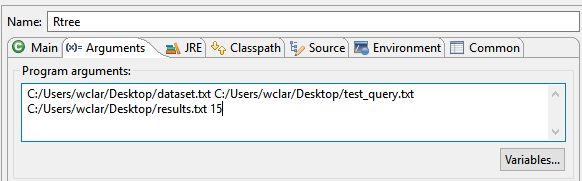 Name: Rtree
Main (x)= Arguments JRE Classpath Source Environment Common
Program arguments:
C:/Users/wclar/Desktop/dataset.txt C:/Users/wclar/Desktop/test_query.txt
C:/Users/wclar/Desktop/results.txt 15
Variables...